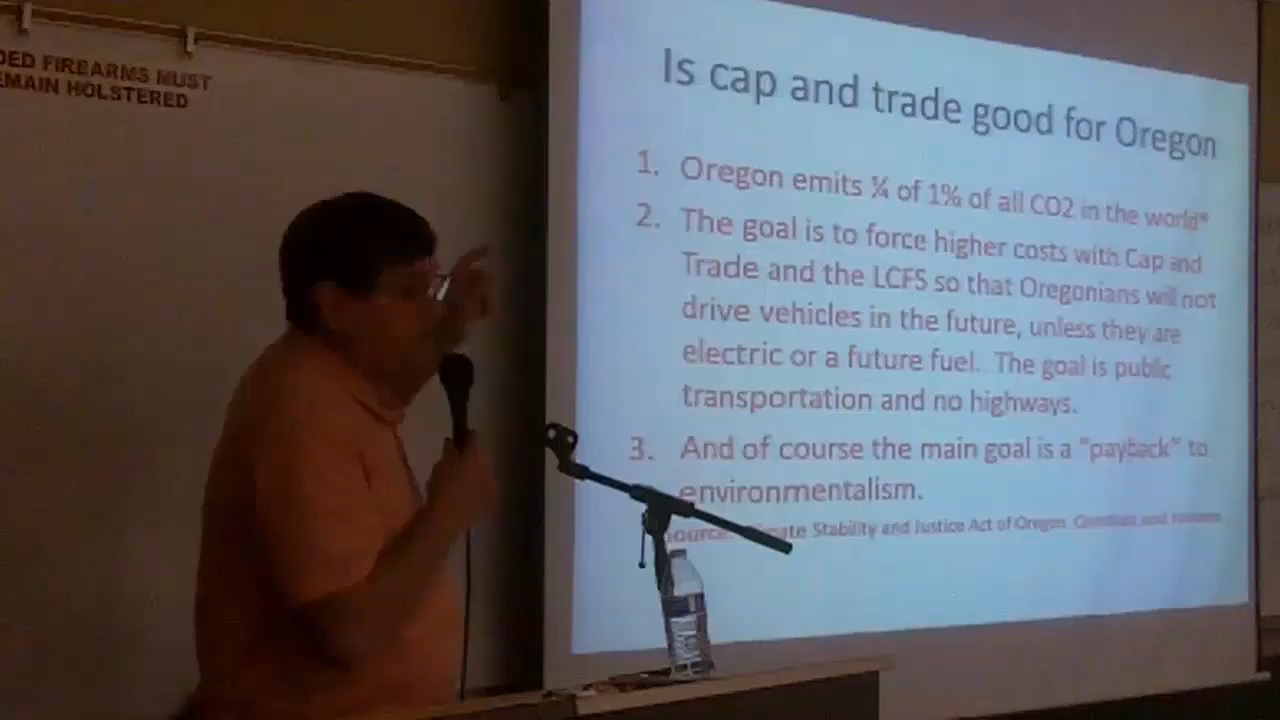 DED FIREARMS MUST
EMAIN HOLSTERED
Is cap and trade good for Oregon
1. Oregon emits ¼ of 1% of all CO2 in the world*
2. The goal is to force higher costs with Cap and
Trade and the LCFS so that Oregonians will not
drive vehicles in the future, unless they are
electric or a future fuel. The goal is public
transportation and no highways.
3. And of course the main goal is a "payback" to
environmentalism.
Stability and Justice Act of Oregon